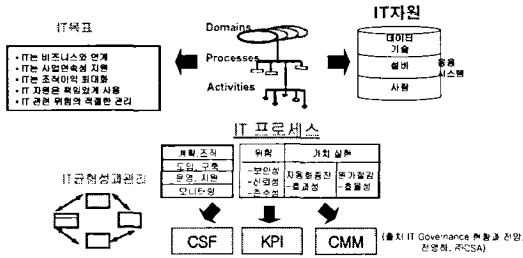 IT목표
• IT는 비즈니스와 연계
• IT는 사업연속성 지원
• IT는 조직이익 최대화
• IT 자원은 책임있게 사용
• IT 관련 위험의 적절한 관리
Domains
Processes
Activities
IT자원
데이터
기술
설비
사람
응용
시스템
IT 프로세스
계획,조직
도입, 구축
운영, 지원
모니터링
위험
-보안성
-신뢰성
-준수성
가치 실현
자동화증진
-효과성
원가절감
-효율성
IT균형성과관리
CSF
KPI
CMM
(출처 IT Governance 현황과 전망,
전영하, ㈜CSA)